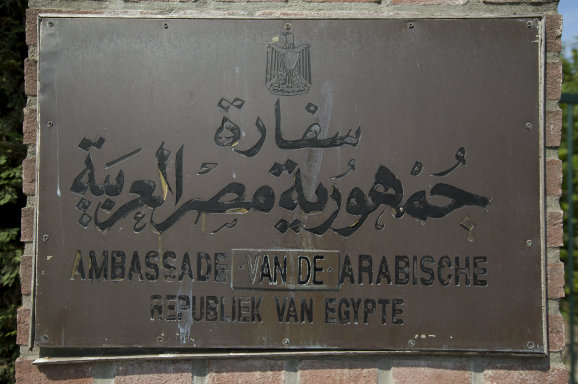 سفارة
جمهورية مصر العربية
AMBASSADE VAN DE ARABISCHE
REPUBLIEK VAN EGYPTE